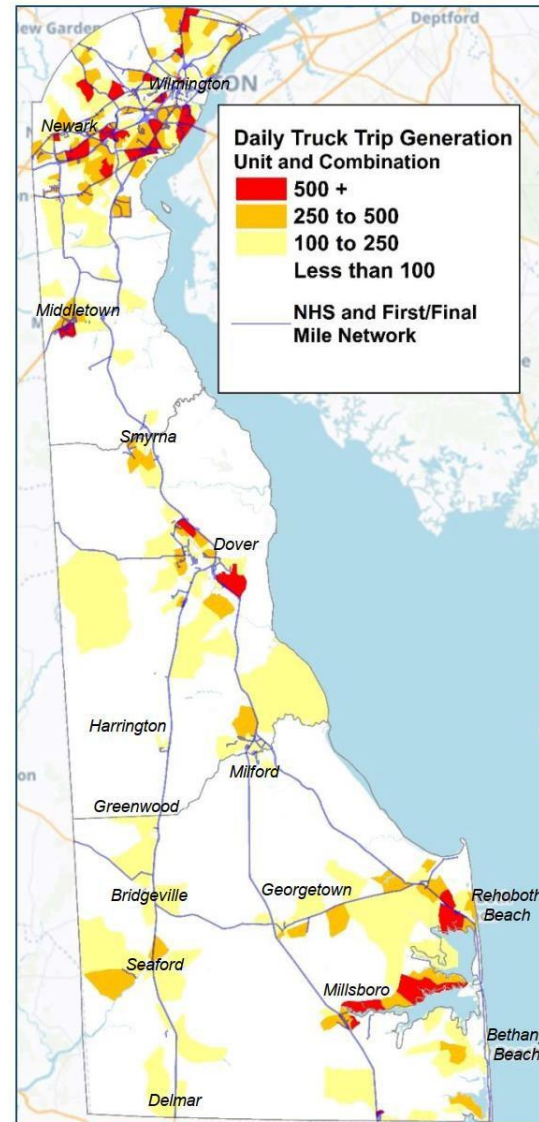 New Garden
Deptford
Wilmington
Newark
Daily Truck Trip Generation
Unit and Combination
500 +
250 to 500
100 to 250
Less than 100
NHS and First/Final
Mile Network
Middletown
Smyrna
Dover
Harrington
Milford
Greenwood
Georgetown
Bridgeville
Rehoboth
Beach
Seaford
Millsboro
Bethany
Beach
Delmar